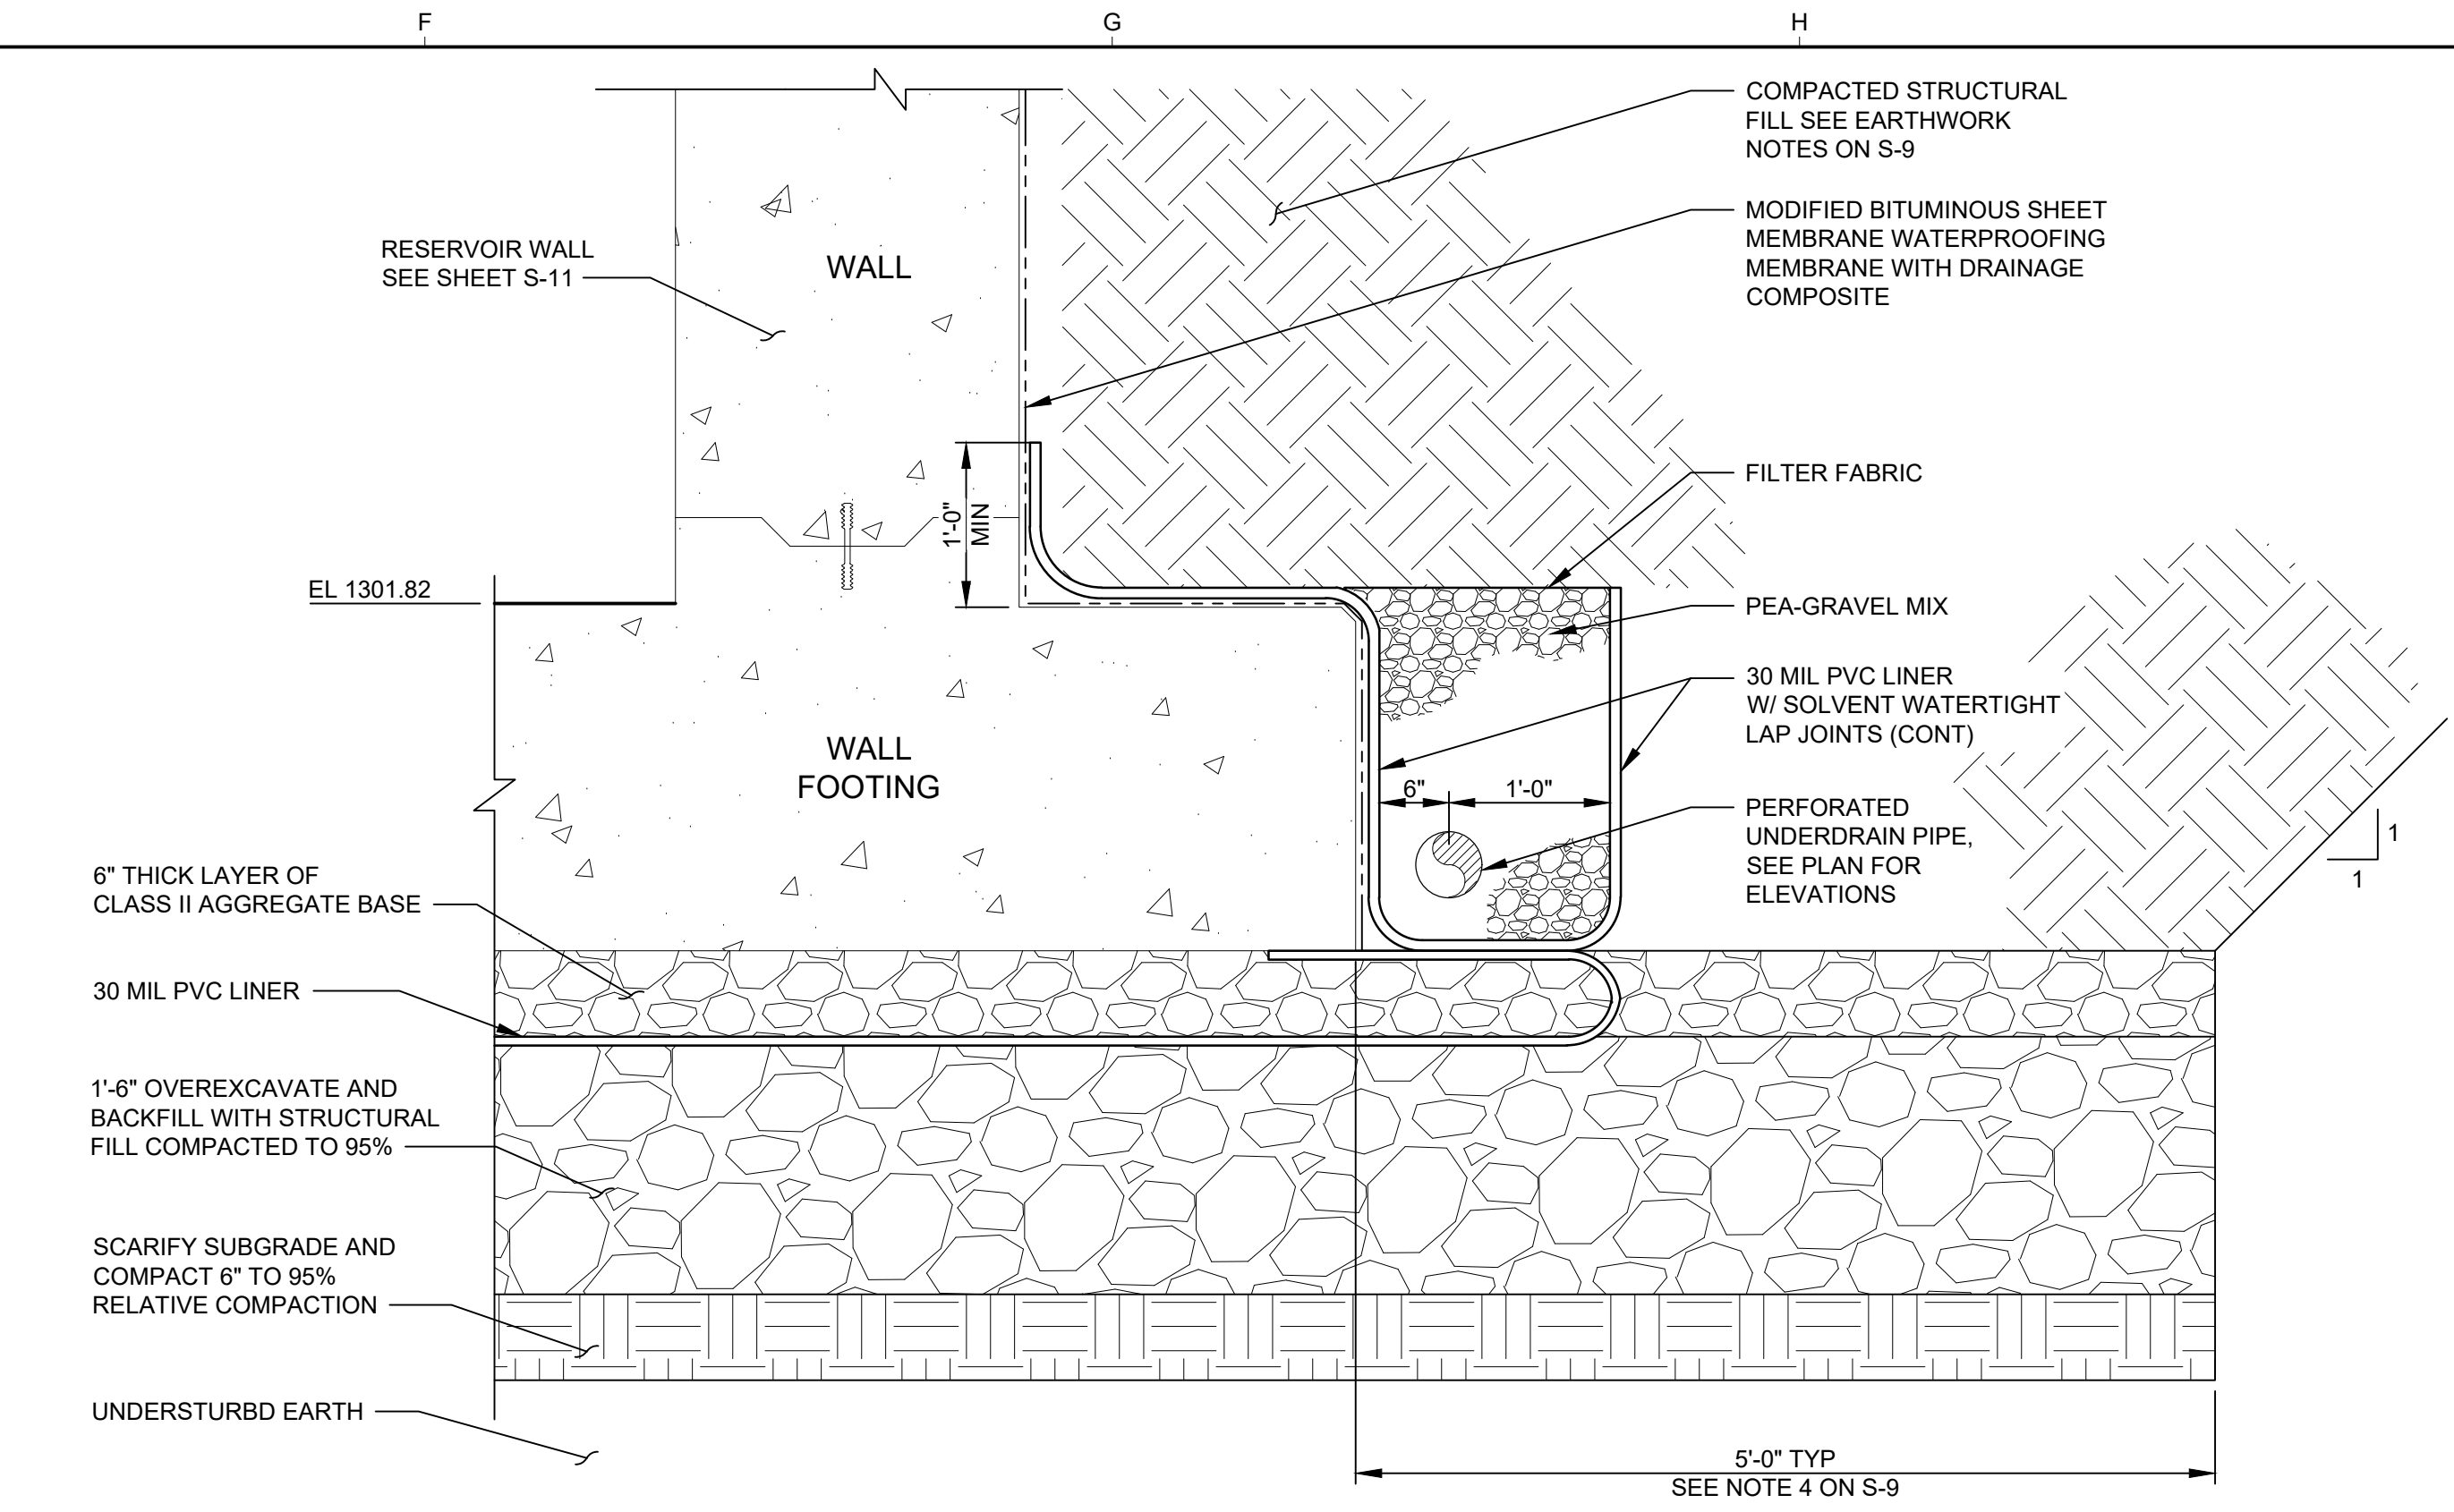 F
G
H
COMPACTED STRUCTURAL
FILL SEE EARTHWORK
NOTES ON S-9
MODIFIED BITUMINOUS SHEET
MEMBRANE WATERPROOFING
MEMBRANE WITH DRAINAGE
COMPOSITE
RESERVOIR WALL
SEE SHEET S-11
WALL
FILTER FABRIC
1'-0"
MIN
EL 1301.82
PEA-GRAVEL MIX
30 MIL PVC LINER
W/ SOLVENT WATERTIGHT
LAP JOINTS (CONT)
WALL
FOOTING
6"
1'-0"
PERFORATED
UNDERDRAIN PIPE,
SEE PLAN FOR
ELEVATIONS
1
1
6" THICK LAYER OF
CLASS II AGGREGATE BASE
30 MIL PVC LINER
1'-6" OVEREXCAVATE AND
BACKFILL WITH STRUCTURAL
FILL COMPACTED TO 95%
SCARIFY SUBGRADE AND
COMPACT 6" TO 95%
RELATIVE COMPACTION
UNDERSTURBD EARTH
5'-0" TYP
SEE NOTE 4 ON S-9